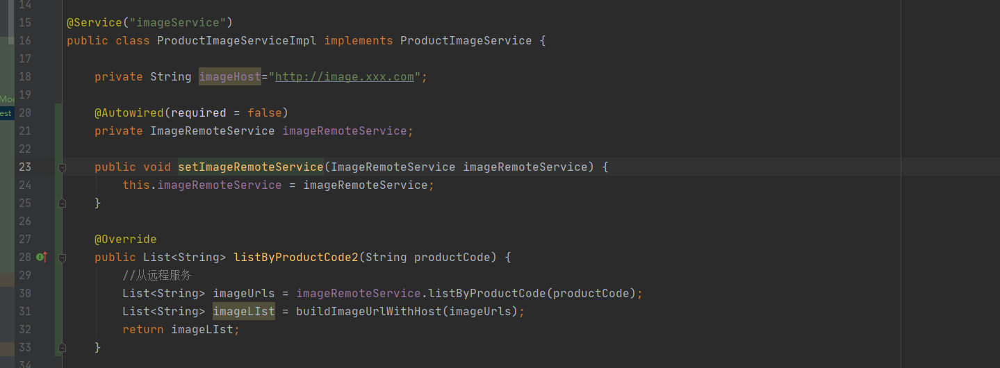 14
15 @Service("imageService")
16 public class ProductImageServiceImpl implements ProductImageService {
17
18 private String imageHost="http://image.xxx.com";
19
Moc
20 @Autowired(required = false)
est
21 private ImageRemoteService imageRemoteService;
22
23 public void setImageRemoteService(ImageRemoteService imageRemoteService) {
24 this.imageRemoteService = imageRemoteService;
25 }
26
27 @Override
28 public List<String> listByProductCode2(String productCode) {
29 //从远程服务
30 List<String> imageUrls = imageRemoteService.listByProductCode(productCode);
31 List<String> imageLIst = buildImageUrlWithHost(imageUrls);
32 return imageLIst;
33 }
34